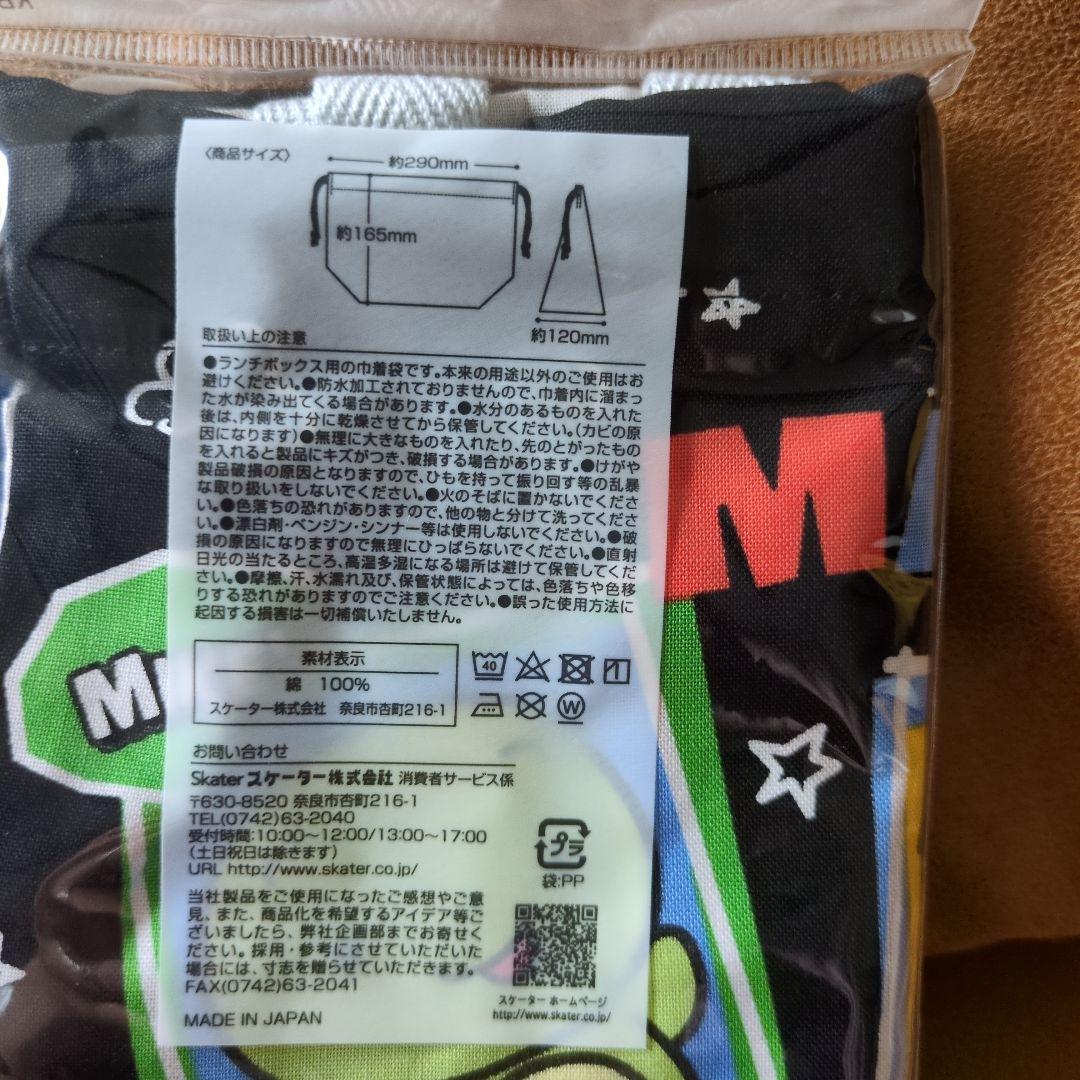 〈商品サイズ〉
約290mm
約165mm
約120mm
取扱い上の注意
●ランチボックス用の巾着袋です。本来の用途以外のご使用はお
避けください。●防水加工されておりませんので、巾着内に溜まっ
た水が染み出てくる場合があります。●水分のあるものを入れた
後は、内側を十分に乾燥させてから保管してください。(カビの原
因になります)●無理に大きなものを入れたり、先のとがったもの
を入れると製品にキズがつき、破損する場合があります。●けがや
製品破損の原因となりますので、ひもを持って振り回す等の乱暴
な取り扱いをしないでください。●火のそばに置かないでくださ
い。●色落ちの恐れがありますので、他の物と分けて洗ってくださ
い。●漂白剤・ベンジン・シンナー等は使用しないでください。●破
損の原因になりますので無理にひっぱらないでください。●直射
日光の当たるところ、高温多湿になる場所は避けて保管してくだ
さい。●摩擦、汗、水濡れ及び、保管状態によっては、色落ちや色移
りする恐れがありますのでご注意ください。●誤った使用方法に
起因する損害は一切補償いたしません。
素材表示
綿 100%
スケーター株式会社 奈良市杏町216-1
40
W
お問い合わせ
Skater スケーター株式会社 消費者サービス係
〒630-8520 奈良市杏町216-1
TEL(0742)63-2040
受付時間:10:00～12:00/13:00～17:00
(土日祝日は除きます)
URL http://www.skater.co.jp/
プラ
袋:PP
当社製品をご使用になったご感想やご意
見、また、商品化を希望するアイデア等ご
ざいましたら、弊社企画部までお寄せく
ださい。採用・参考にさせていただいた
場合には、寸志を贈らせていただきます。
FAX(0742)63-2041
スケーター ホームページ
http://www.skater.co.jp/
MADE IN JAPAN
M
M